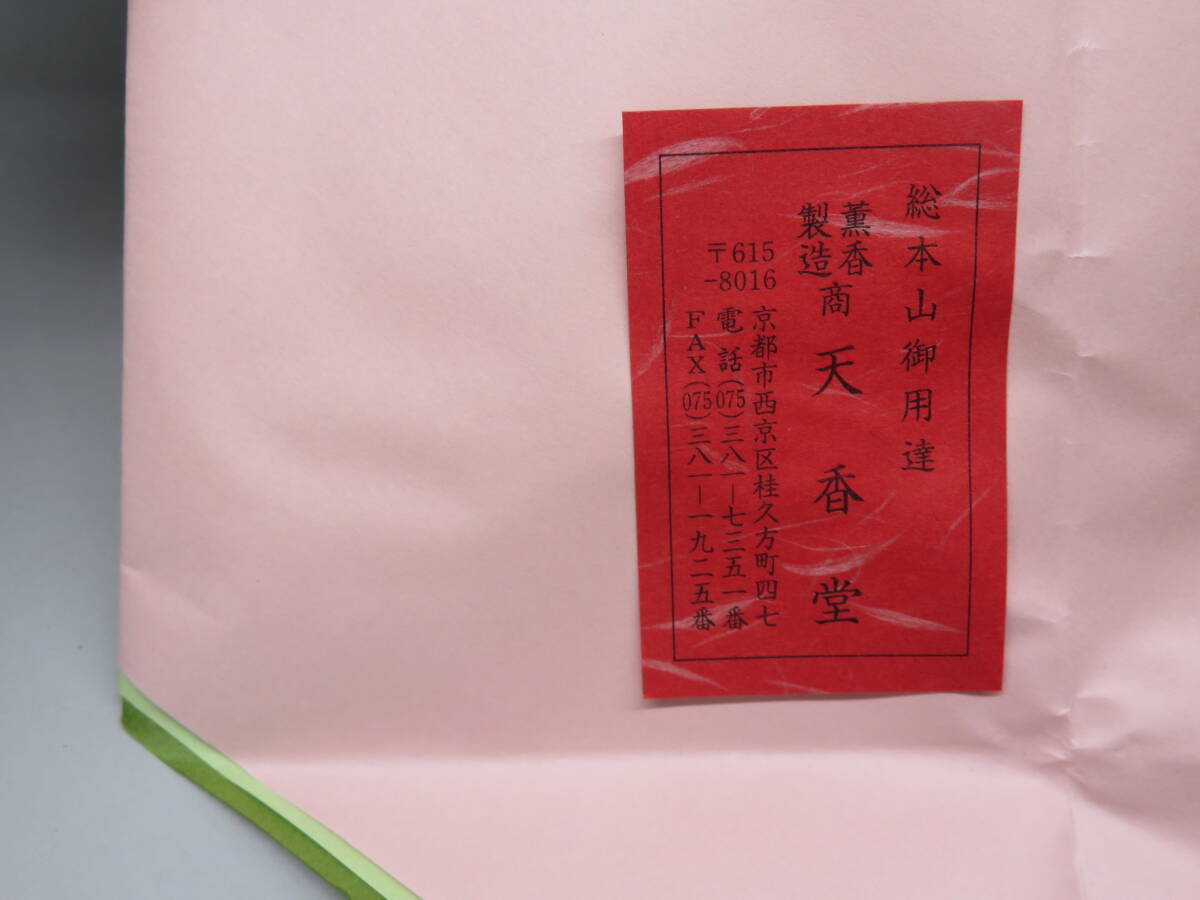 総本山御用達
薫香製造商 天香堂
〒615-8016
京都市西京区桂久方町四七
電話(075)三八一―七三五一番
FAX(075)三八一―一九二五番